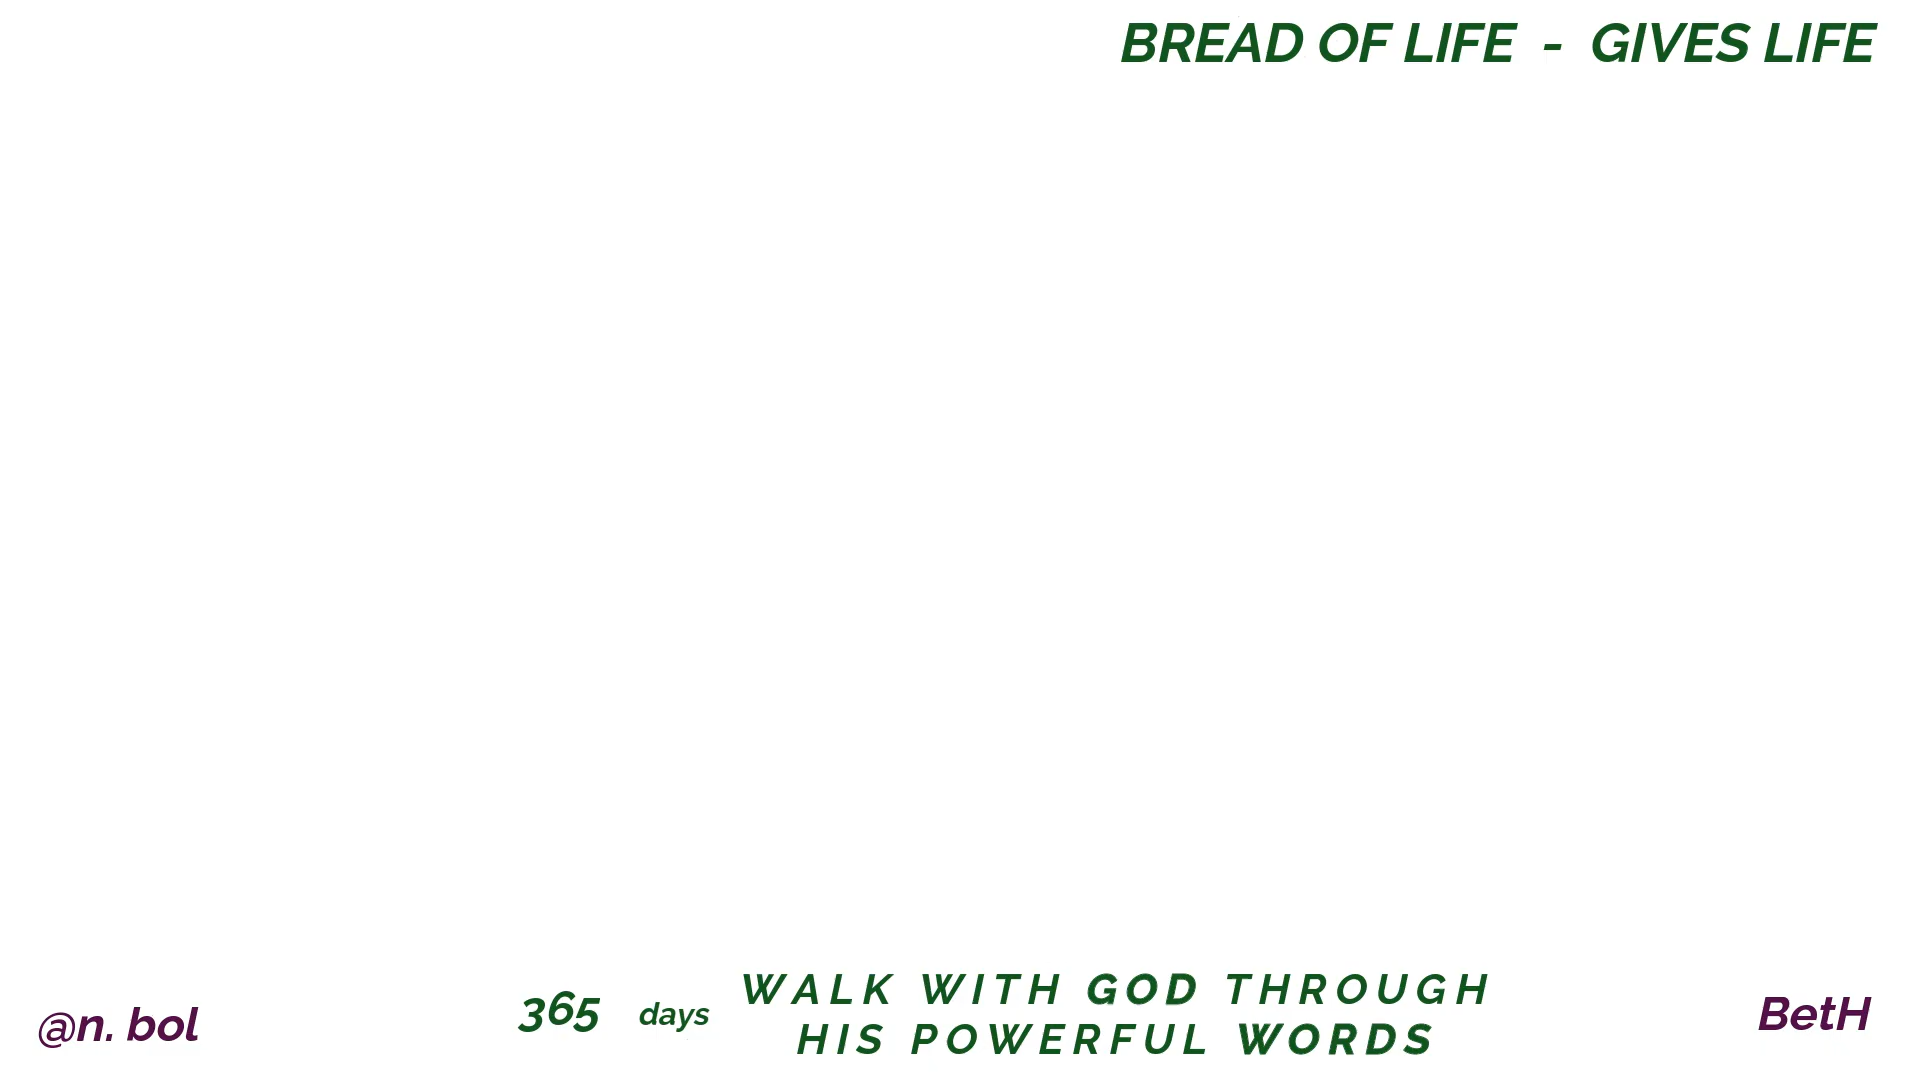 BREAD OF LIFE - GIVES LIFE
WALK WITH GOD THROUGH
HIS POWERFUL WORDS
365 days
@n. bol
BetH